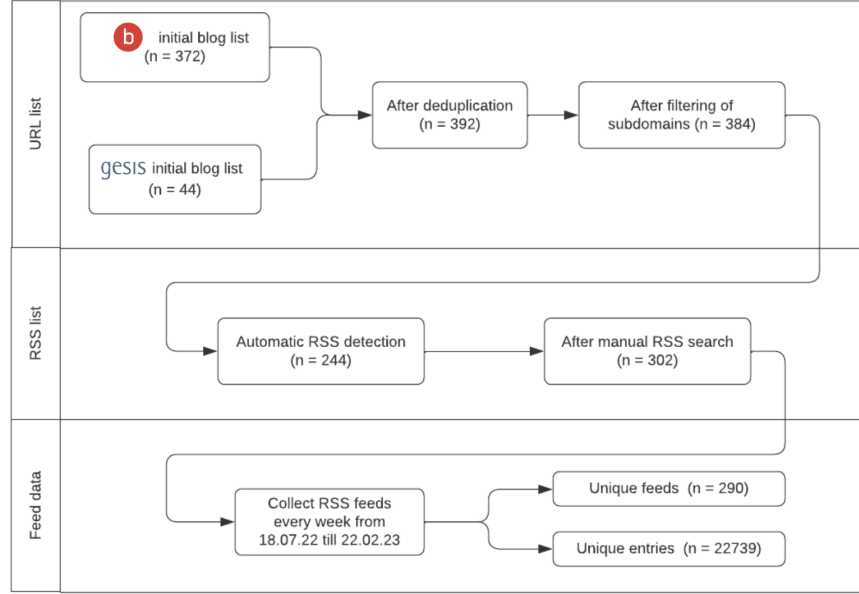 URL list
b initial blog list
(n = 372)
gesis initial blog list
(n = 44)
After deduplication
(n = 392)
After filtering of
subdomains (n = 384)
RSS list
Automatic RSS detection
(n = 244)
After manual RSS search
(n = 302)
Feed data
Collect RSS feeds
every week from
18.07.22 till 22.02.23
Unique feeds (n = 290)
Unique entries (n = 22739)